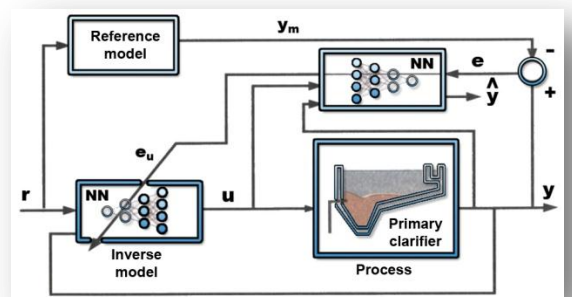 Reference
model
yₘ
-
+
e
NN
ŷ
eᵤ
r
NN
u
y
Primary
clarifier
Inverse
model
Process